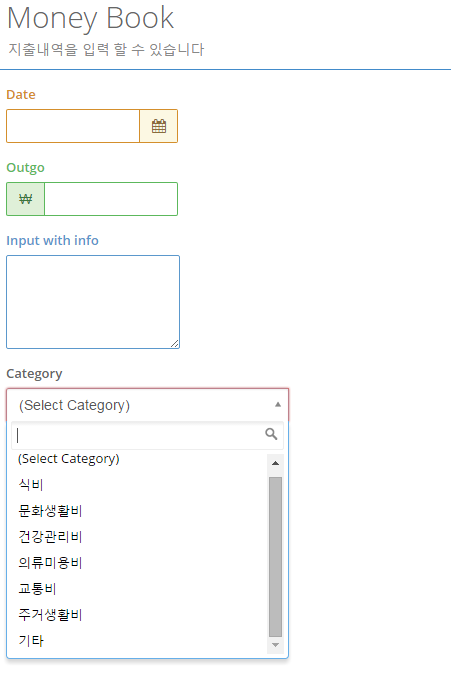 Money Book
지출내역을 입력 할 수 있습니다
Date
Outgo
₩
Input with info
Category
(Select Category)
(Select Category)
식비
문화생활비
건강관리비
의류미용비
교통비
주거생활비
기타